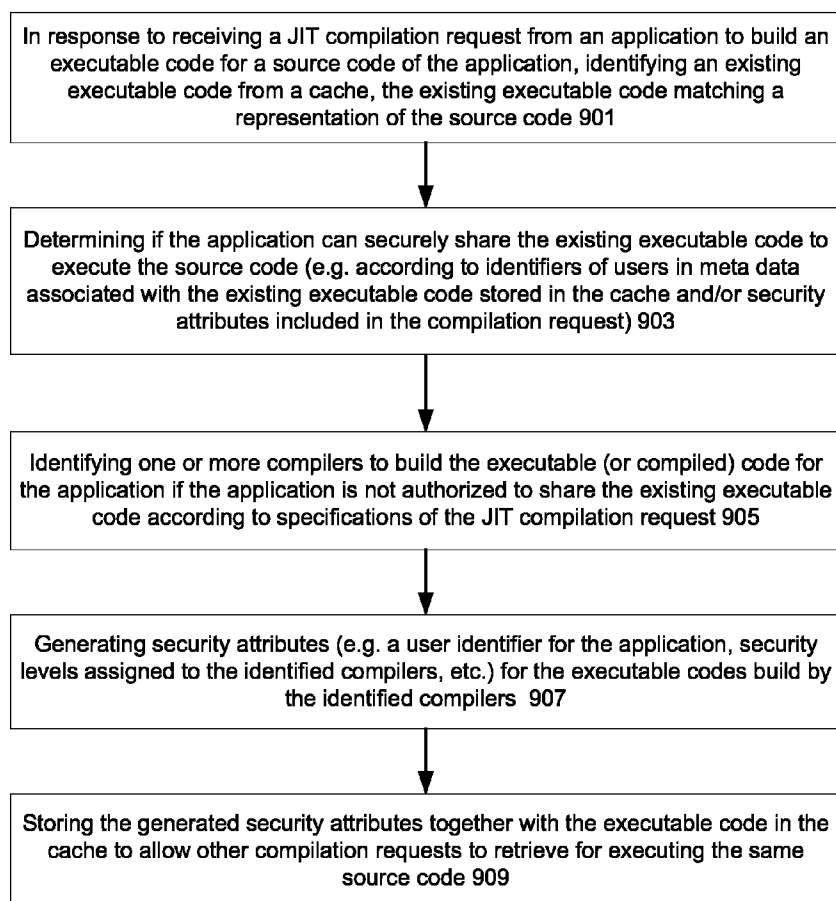 In response to receiving a JIT compilation request from an application to build an
executable code for a source code of the application, identifying an existing
executable code from a cache, the existing executable code matching a
representation of the source code 901
Determining if the application can securely share the existing executable code to
execute the source code (e.g. according to identifiers of users in meta data
associated with the existing executable code stored in the cache and/or security
attributes included in the compilation request) 903
Identifying one or more compilers to build the executable (or compiled) code for
the application if the application is not authorized to share the existing executable
code according to specifications of the JIT compilation request 905
Generating security attributes (e.g. a user identifier for the application, security
levels assigned to the identified compilers, etc.) for the executable codes build by
the identified compilers 907
Storing the generated security attributes together with the executable code in the
cache to allow other compilation requests to retrieve for executing the same
source code 909